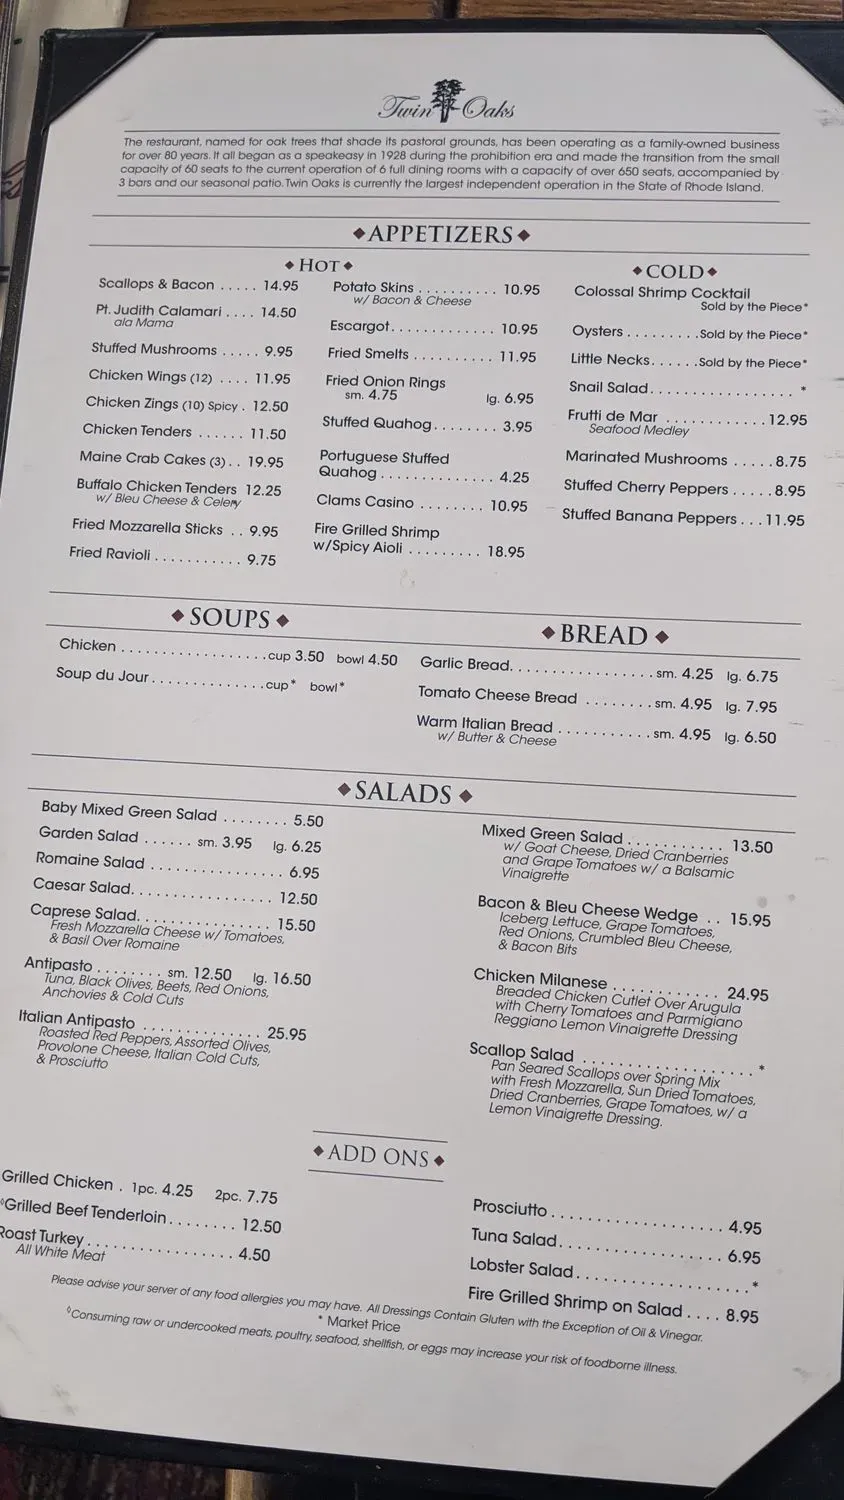 Twin Oaks
The restaurant, named for oak trees that shade its pastoral grounds, has been operating as a family-owned business
for over 80 years. It all began as a speakeasy in 1928 during the prohibition era and made the transition from the small
capacity of 60 seats to the current operation of 6 full dining rooms with a capacity of over 650 seats, accompanied by
3 bars and our seasonal patio. Twin Oaks is currently the largest independent operation in the State of Rhode Island.
◆APPETIZERS◆
◆HOT◆
Scallops & Bacon ..... 14.95
Pt. Judith Calamari .... 14.50
ala Mama
Stuffed Mushrooms ..... 9.95
Chicken Wings (12) .... 11.95
Chicken Zings (10) Spicy . 12.50
Chicken Tenders ...... 11.50
Maine Crab Cakes (3) .. 19.95
Buffalo Chicken Tenders 12.25
w/ Bleu Cheese & Celery
Fried Mozzarella Sticks .. 9.95
Fried Ravioli ........... 9.75
Potato Skins .......... 10.95
w/ Bacon & Cheese
Escargot ............. 10.95
Fried Smelts .......... 11.95
Fried Onion Rings
sm. 4.75 lg. 6.95
Stuffed Quahog ........ 3.95
Portuguese Stuffed
Quahog .............. 4.25
Clams Casino ........ 10.95
Fire Grilled Shrimp
w/Spicy Aioli ......... 18.95
◆COLD◆
Colossal Shrimp Cocktail
Sold by the Piece*
Oysters .........Sold by the Piece*
Little Necks......Sold by the Piece*
Snail Salad................. *
Frutti de Mar ............12.95
Seafood Medley
Marinated Mushrooms .....8.75
Stuffed Cherry Peppers .....8.95
Stuffed Banana Peppers ...11.95
◆SOUPS◆
Chicken .................cup 3.50 bowl 4.50
Soup du Jour.............cup* bowl*
◆BREAD◆
Garlic Bread................sm. 4.25 lg. 6.75
Tomato Cheese Bread ........sm. 4.95 lg. 7.95
Warm Italian Bread ...........sm. 4.95 lg. 6.50
w/ Butter & Cheese
◆SALADS◆
Baby Mixed Green Salad ........ 5.50
Garden Salad ...... sm. 3.95 lg. 6.25
Romaine Salad ................ 6.95
Caesar Salad................. 12.50
Caprese Salad................ 15.50
Fresh Mozzarella Cheese w/ Tomatoes,
& Basil Over Romaine
Antipasto ........ sm. 12.50 lg. 16.50
Tuna, Black Olives, Beets, Red Onions,
Anchovies & Cold Cuts
Italian Antipasto .............. 25.95
Roasted Red Peppers, Assorted Olives,
Provolone Cheese, Italian Cold Cuts,
& Prosciutto
Mixed Green Salad ........... 13.50
w/ Goat Cheese, Dried Cranberries
and Grape Tomatoes w/ a Balsamic
Vinaigrette
Bacon & Bleu Cheese Wedge .. 15.95
Iceberg Lettuce, Grape Tomatoes,
Red Onions, Crumbled Bleu Cheese,
& Bacon Bits
Chicken Milanese ............ 24.95
Breaded Chicken Cutlet Over Arugula
with Cherry Tomatoes and Parmigiano
Reggiano Lemon Vinaigrette Dressing
Scallop Salad ................... *
Pan Seared Scallops over Spring Mix
with Fresh Mozzarella, Sun Dried Tomatoes,
Dried Cranberries, Grape Tomatoes, w/ a
Lemon Vinaigrette Dressing.
◆ADD ONS◆
Grilled Chicken . 1pc. 4.25 2pc. 7.75
◊Grilled Beef Tenderloin........ 12.50
Roast Turkey ................. 4.50
All White Meat
Prosciutto .................... 4.95
Tuna Salad................... 6.95
Lobster Salad................... *
Fire Grilled Shrimp on Salad .... 8.95
Please advise your server of any food allergies you may have. All Dressings Contain Gluten with the Exception of Oil & Vinegar.
* Market Price
◊Consuming raw or undercooked meats, poultry, seafood, shellfish, or eggs may increase your risk of foodborne illness.